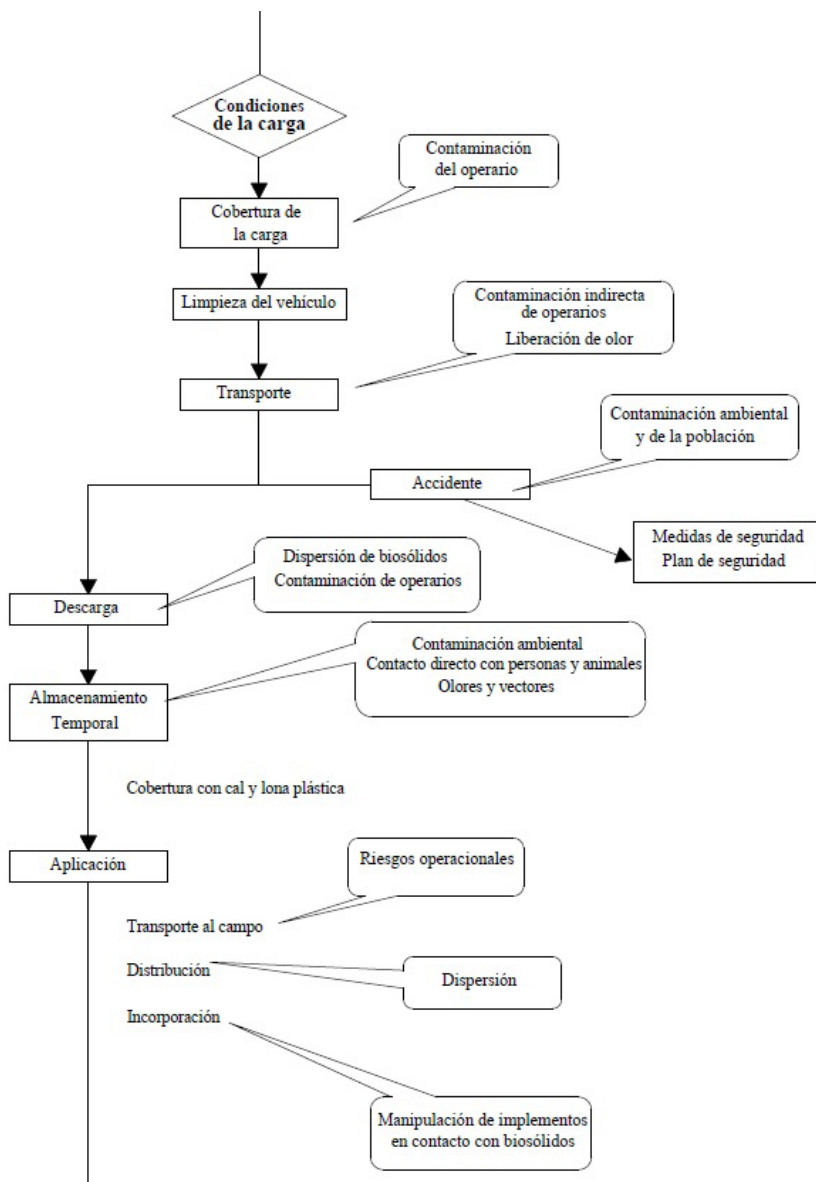 Condiciones
de la carga
Contaminación
del operario
Cobertura de
la carga
Limpieza del vehículo
Contaminación indirecta
de operarios
Liberación de olor
Transporte
Contaminación ambiental
y de la población
Accidente
Medidas de seguridad
Plan de seguridad
Dispersión de biosólidos
Contaminación de operarios
Descarga
Contaminación ambiental
Contacto directo con personas y animales
Olores y vectores
Almacenamiento
Temporal
Cobertura con cal y lona plástica
Aplicación
Riesgos operacionales
Transporte al campo
Distribución
Dispersión
Incorporación
Manipulación de implementos
en contacto con biosólidos